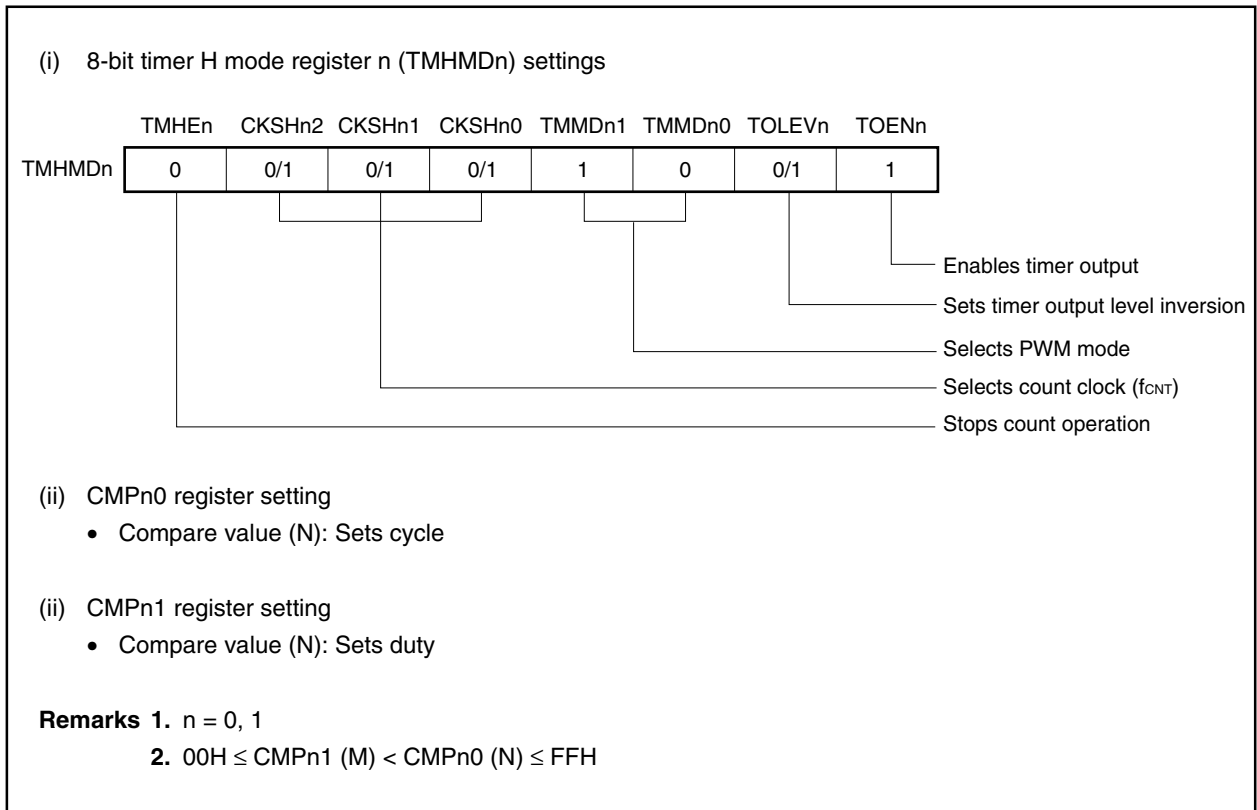 (i) 8-bit timer H mode register n (TMHMDn) settings
TMHEn CKSHn2 CKSHn1 CKSHn0 TMMDn1 TMMDn0 TOLEVn TOENn
TMHMDn 0 0/1 0/1 0/1 1 0 0/1 1
Enables timer output
Sets timer output level inversion
Selects PWM mode
Selects count clock (fCNT)
Stops count operation
(ii) CMPn0 register setting
• Compare value (N): Sets cycle
(ii) CMPn1 register setting
• Compare value (N): Sets duty
Remarks 1. n = 0, 1
2. 00H ≤ CMPn1 (M) < CMPn0 (N) ≤ FFH